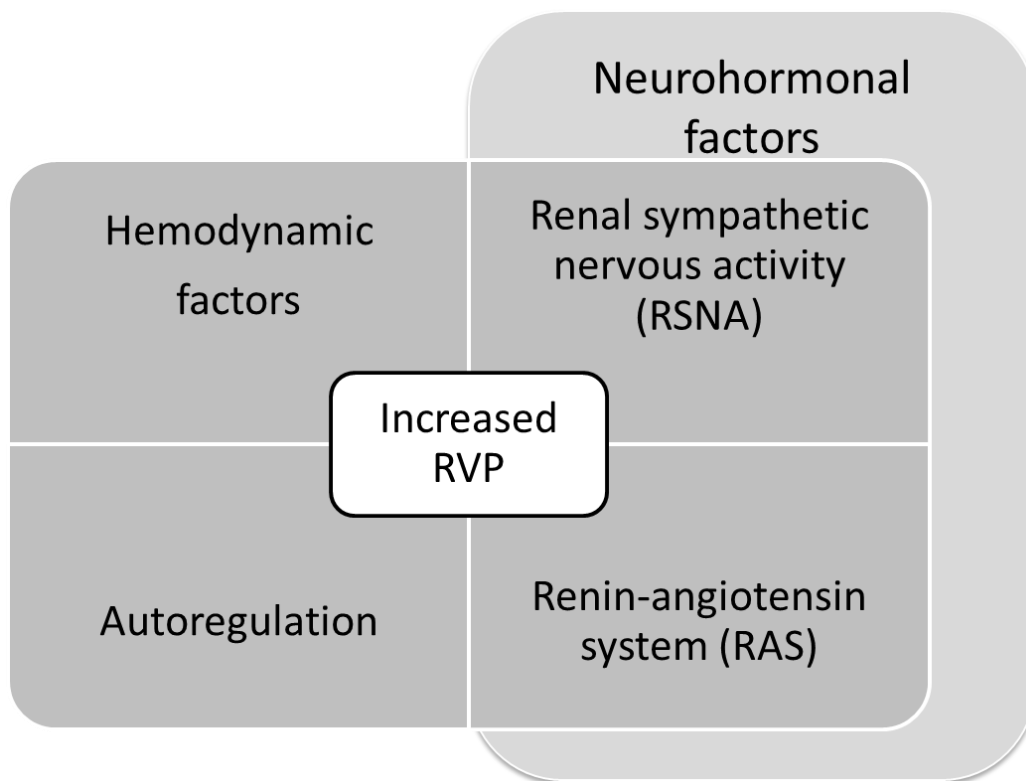 Neurohormonal
factors
Hemodynamic
factors
Renal sympathetic
nervous activity
(RSNA)
Increased
RVP
Autoregulation
Renin-angiotensin
system (RAS)